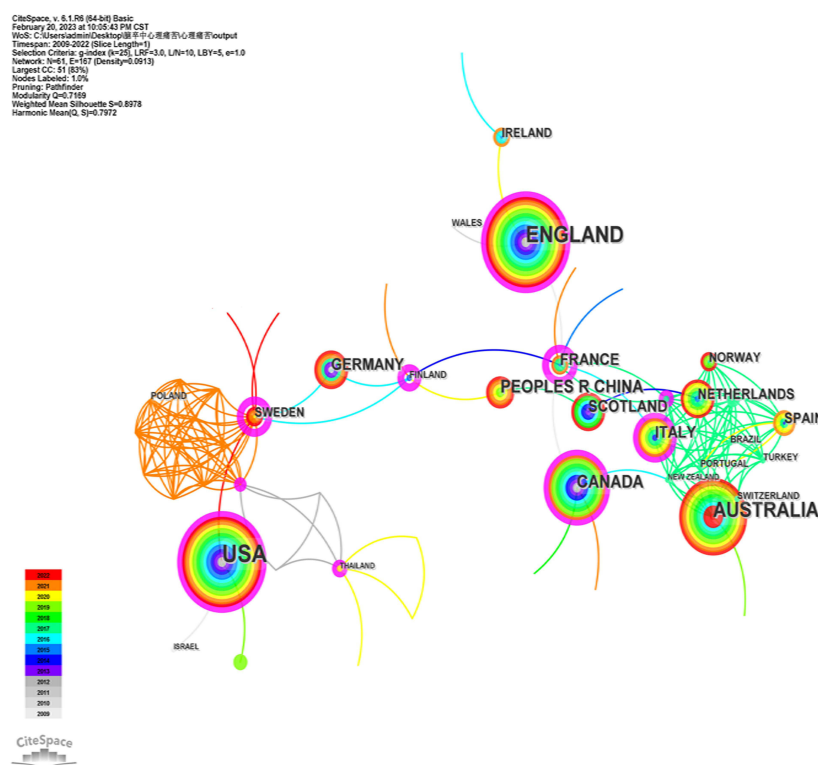 CiteSpace, v. 6.1.R6 (64-bit) Basic
February 20, 2023 at 10:05:43 PM CST
WoS: C:\Users\admin\Desktop\脑卒中心理痛苦\心理痛苦\output
Timespan: 2009-2022 (Slice Length=1)
Selection Criteria: g-index (k=25), LRF=3.0, L/N=10, LBY=5, e=1.0
Network: N=61, E=167 (Density=0.0913)
Largest CC: 51 (83%)
Nodes Labeled: 1.0%
Pruning: Pathfinder
Modularity Q=0.7169
Weighted Mean Silhouette S=0.8978
Harmonic Mean(Q, S)=0.7972
IRELAND
WALES
ENGLAND
GERMANY
FINLAND
FRANCE
NORWAY
POLAND
SWEDEN
PEOPLES R CHINA
NETHERLANDS
SCOTLAND
SPAIN
ITALY
BRAZIL
TURKEY
PORTUGAL
NEW ZEALAND
CANADA
SWITZERLAND
AUSTRALIA
USA
THAILAND
ISRAEL
2022
2021
2020
2019
2018
2017
2016
2015
2014
2013
2012
2011
2010
2009
CiteSpace